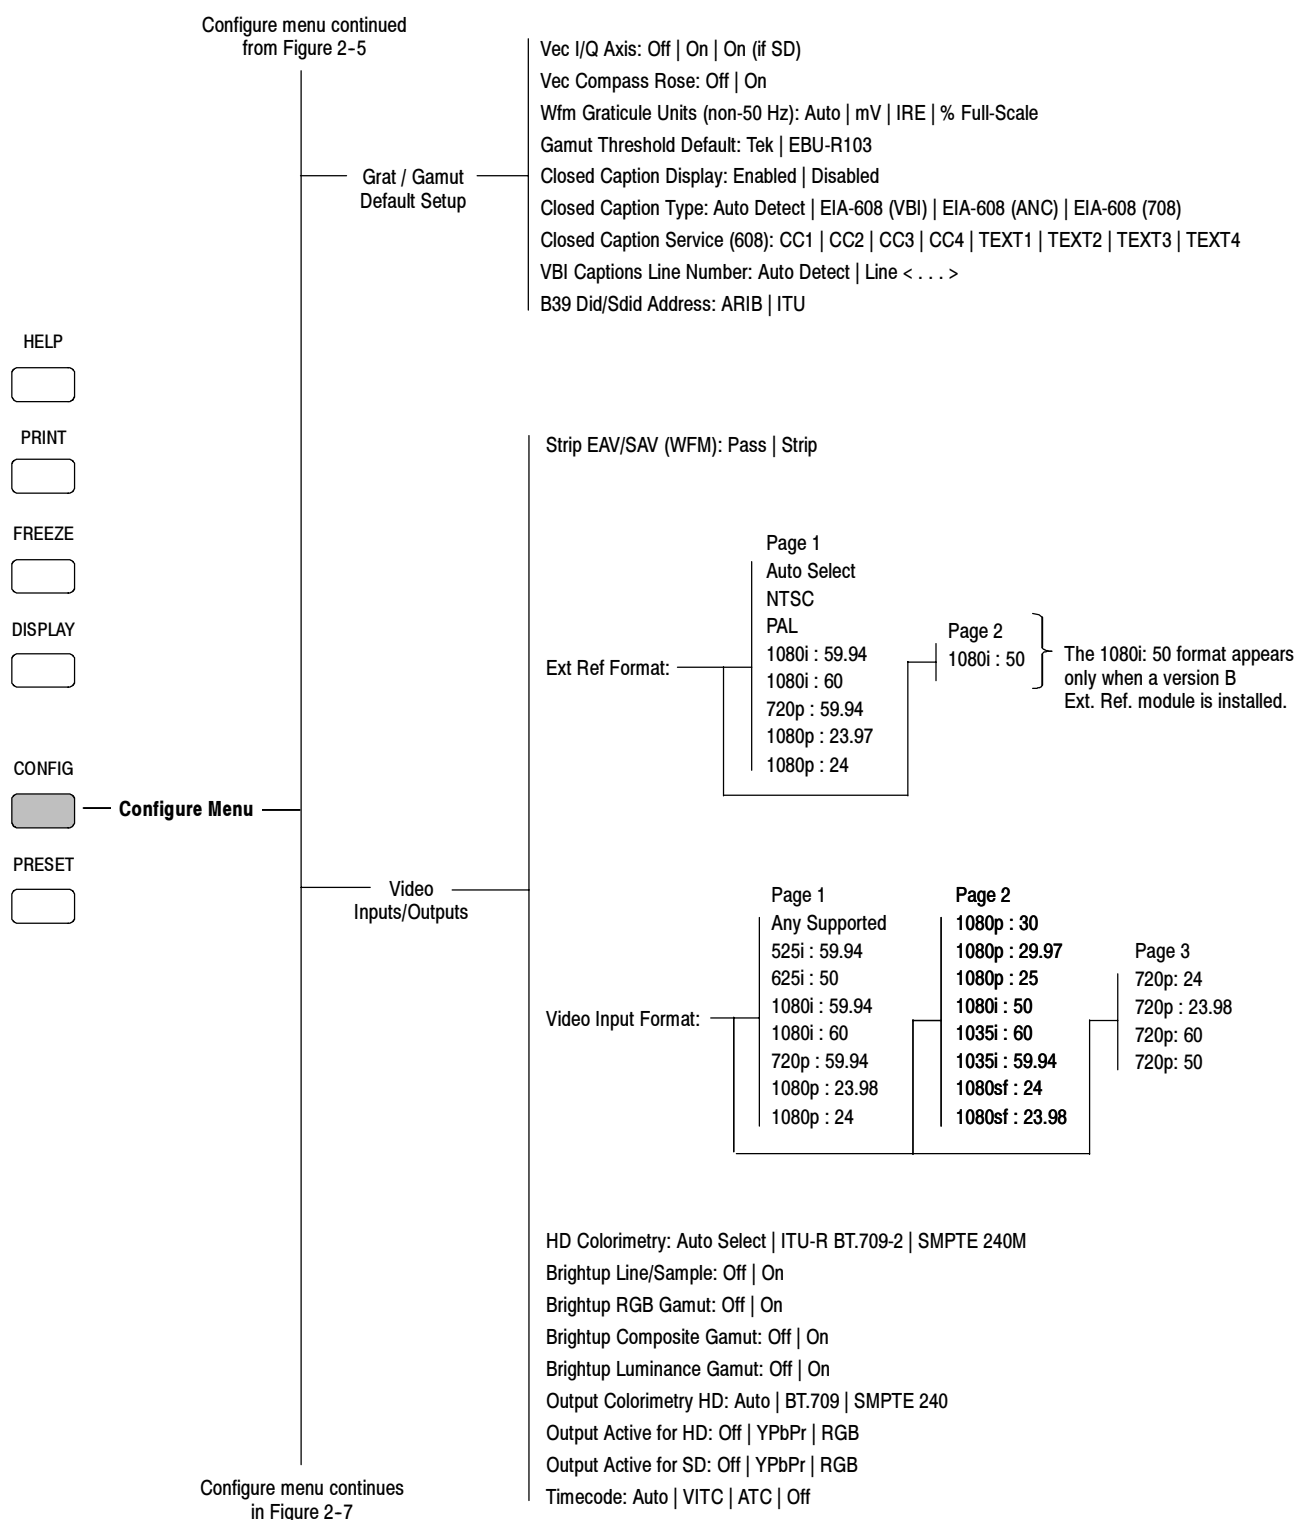 Configure menu continued
from Figure 2-5
Vec I/Q Axis: Off | On | On (if SD)
Vec Compass Rose: Off | On
Wfm Graticule Units (non-50 Hz): Auto | mV | IRE | % Full-Scale
Gamut Threshold Default: Tek | EBU-R103
Grat / Gamut
Default Setup
Closed Caption Display: Enabled | Disabled
Closed Caption Type: Auto Detect | EIA-608 (VBI) | EIA-608 (ANC) | EIA-608 (708)
Closed Caption Service (608): CC1 | CC2 | CC3 | CC4 | TEXT1 | TEXT2 | TEXT3 | TEXT4
VBI Captions Line Number: Auto Detect | Line < . . . >
B39 Did/Sdid Address: ARIB | ITU
HELP
PRINT
FREEZE
DISPLAY
CONFIG
Configure Menu
PRESET
Video
Inputs/Outputs
Strip EAV/SAV (WFM): Pass | Strip
Ext Ref Format:
Page 1
Auto Select
NTSC
PAL
1080i : 59.94
1080i : 60
720p : 59.94
1080p : 23.97
1080p : 24
Page 2
1080i : 50
The 1080i: 50 format appears
only when a version B
Ext. Ref. module is installed.
Video Input Format:
Page 1
Any Supported
525i : 59.94
625i : 50
1080i : 59.94
1080i : 60
720p : 59.94
1080p : 23.98
1080p : 24
Page 2
1080p : 30
1080p : 29.97
1080p : 25
1080i : 50
1035i : 60
1035i : 59.94
1080sf : 24
1080sf : 23.98
Page 3
720p: 24
720p : 23.98
720p: 60
720p: 50
HD Colorimetry: Auto Select | ITU-R BT.709-2 | SMPTE 240M
Brightup Line/Sample: Off | On
Brightup RGB Gamut: Off | On
Brightup Composite Gamut: Off | On
Brightup Luminance Gamut: Off | On
Output Colorimetry HD: Auto | BT.709 | SMPTE 240
Output Active for HD: Off | YPbPr | RGB
Output Active for SD: Off | YPbPr | RGB
Timecode: Auto | VITC | ATC | Off
Configure menu continues
in Figure 2-7